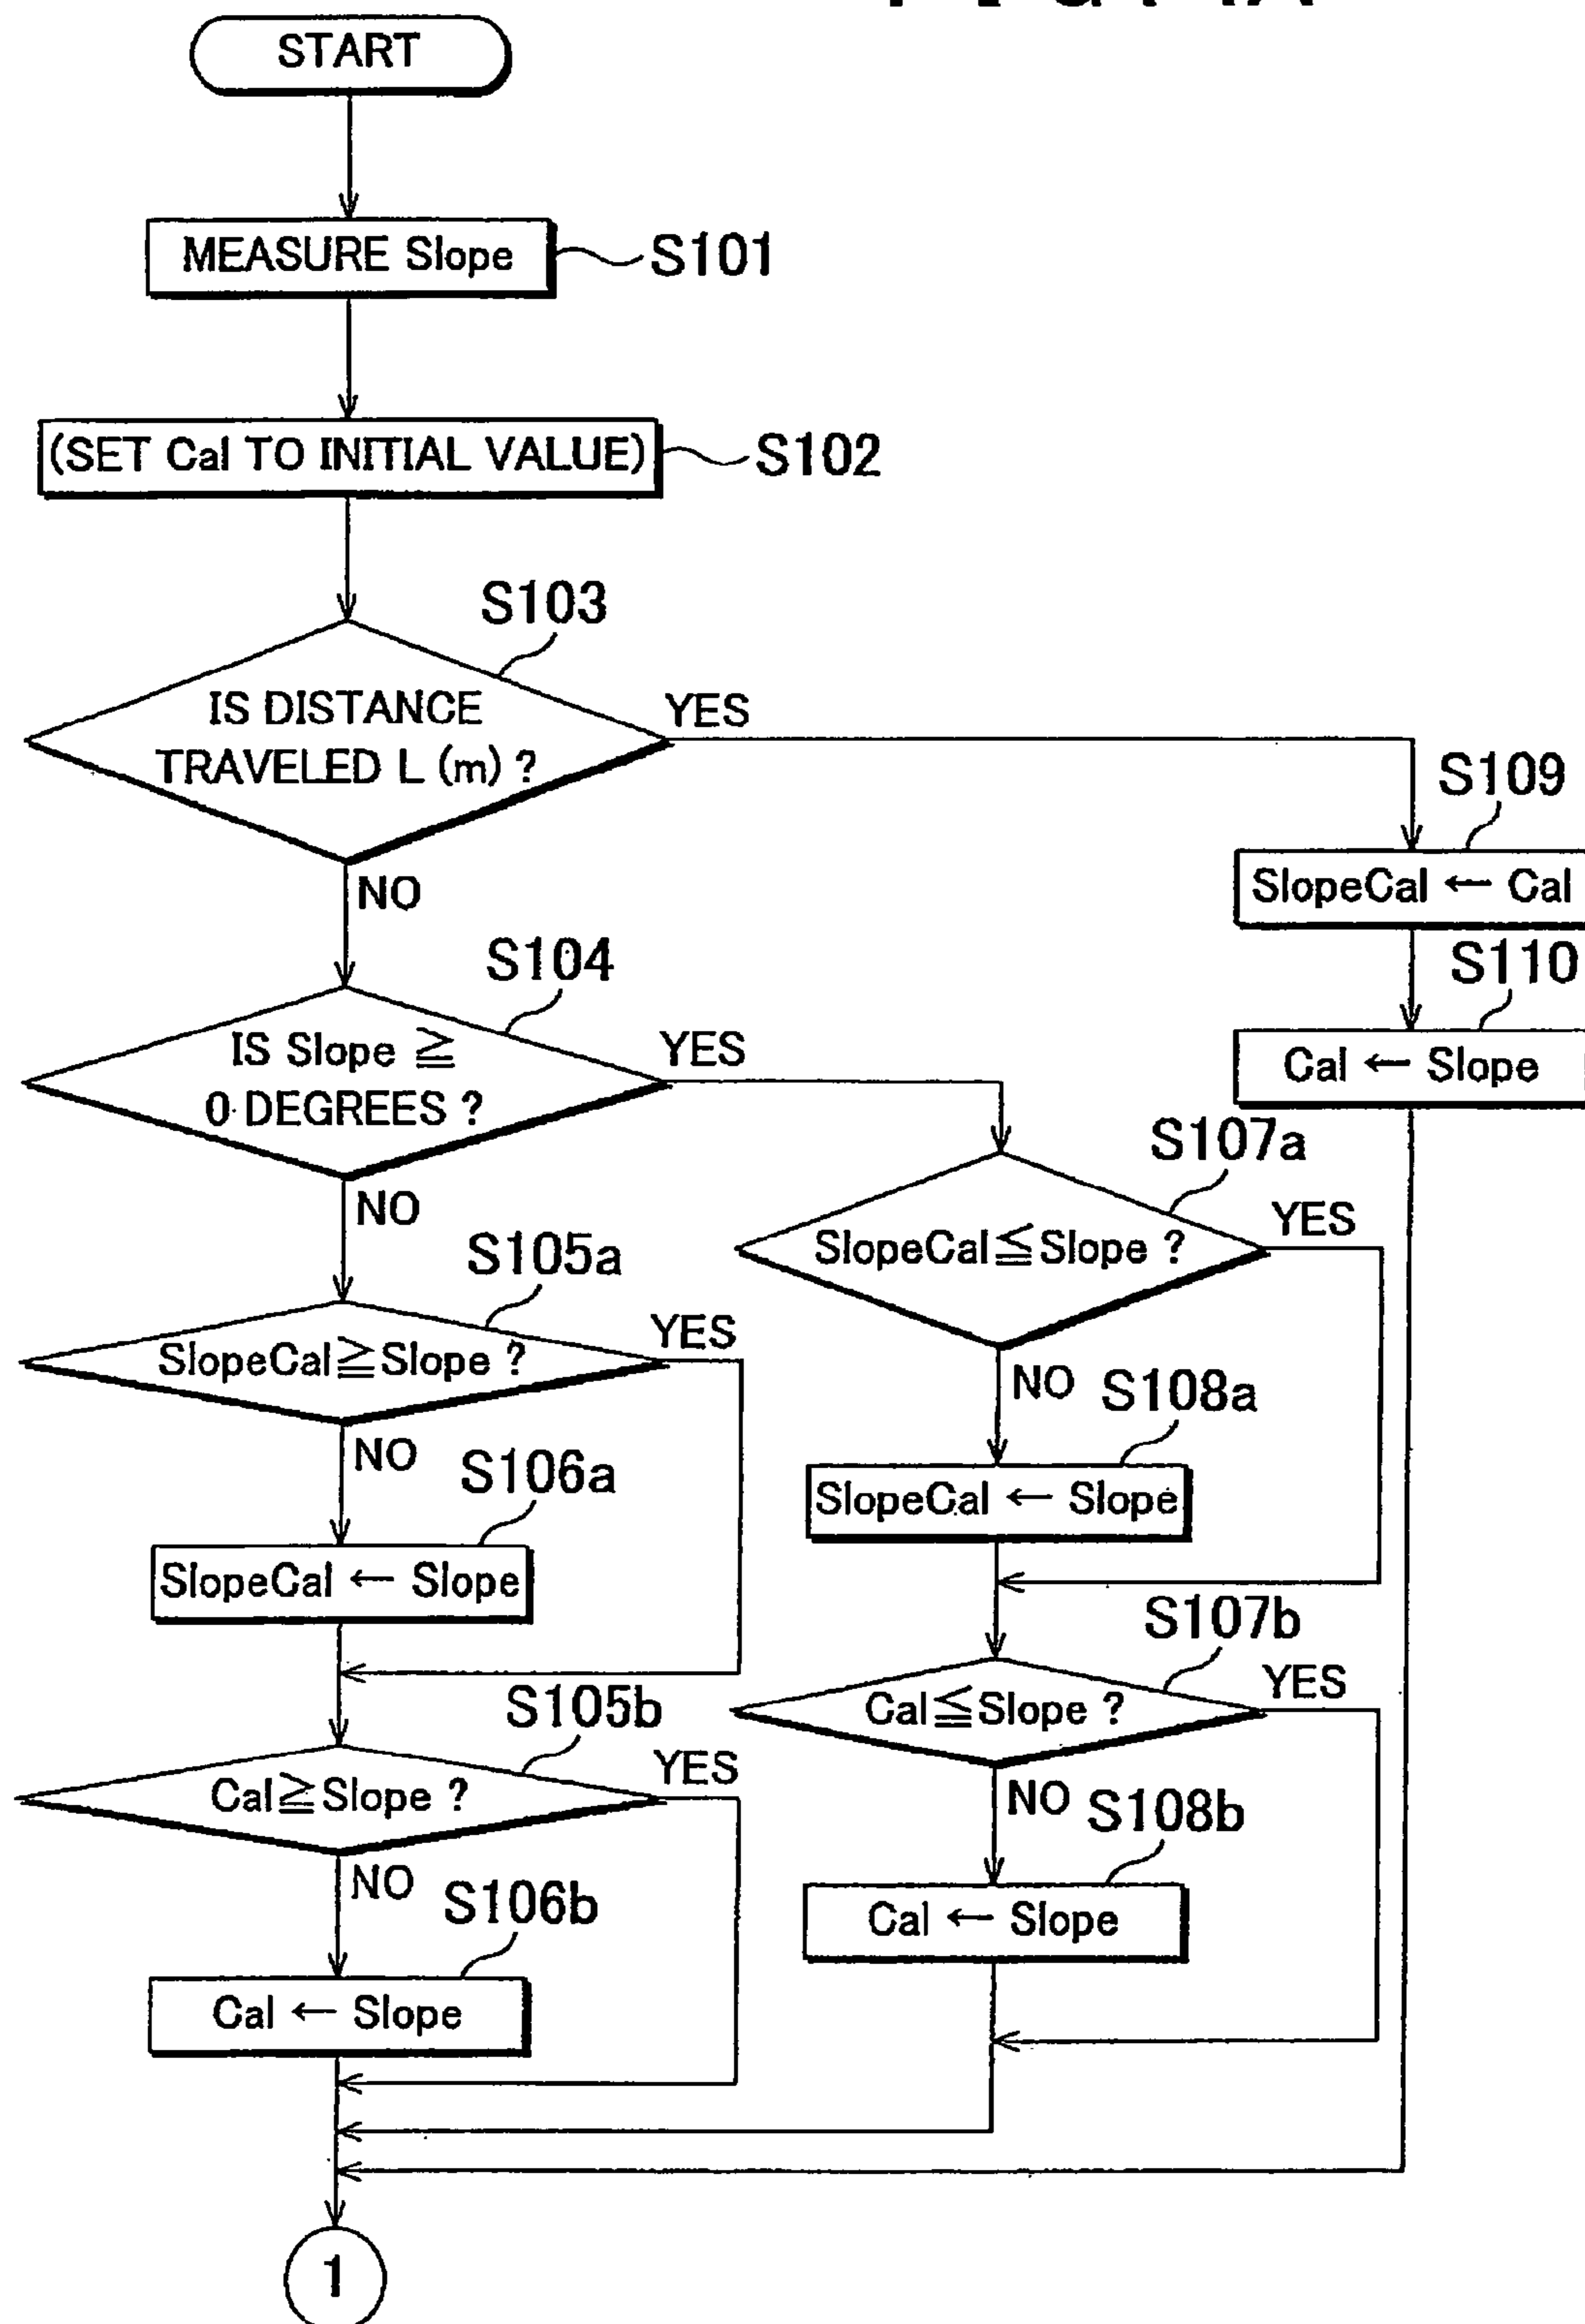 START
MEASURE Slope
S101
(SET Cal TO INITIAL VALUE)
S102
S103
IS DISTANCE
TRAVELED L (m) ?
YES
NO
S109
SlopeCal ← Cal
S110
Cal ← Slope
S104
IS Slope ≧
0 DEGREES ?
YES
NO
S107a
SlopeCal≦Slope ?
YES
NO
S105a
SlopeCal≧Slope ?
YES
NO
S108a
SlopeCal ← Slope
S106a
SlopeCal ← Slope
S107b
Cal≦Slope ?
YES
NO
S105b
Cal≧Slope ?
YES
NO
S108b
Cal ← Slope
S106b
Cal ← Slope
1